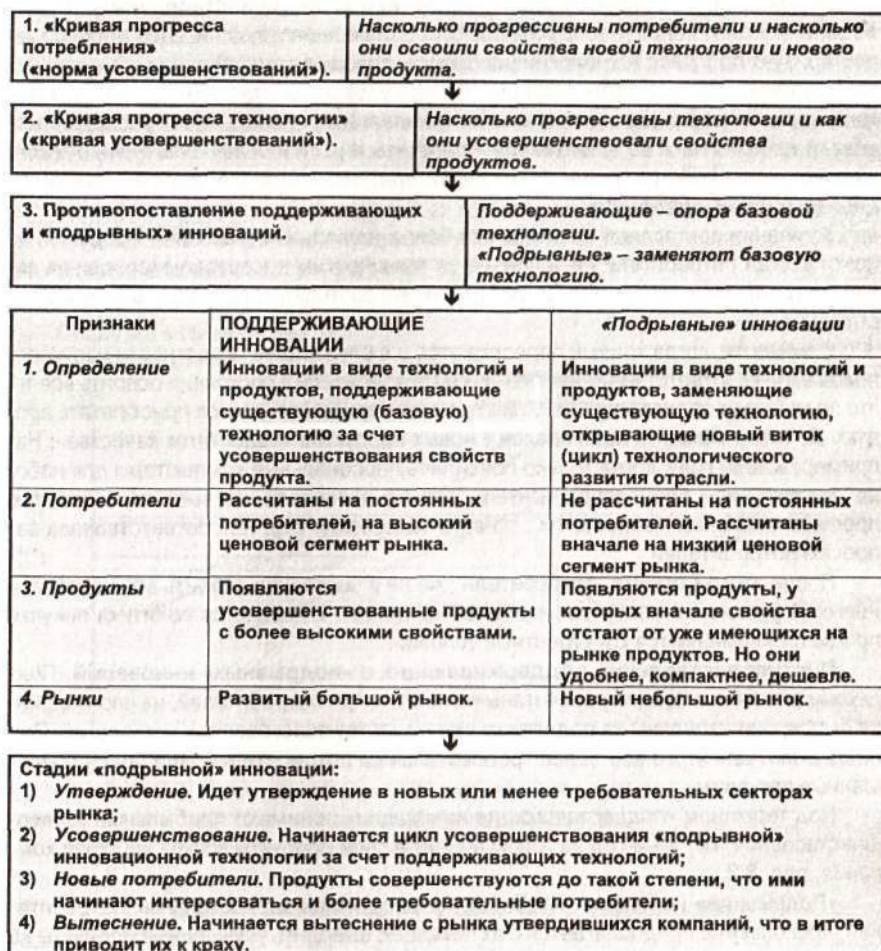 1. «Кривая прогресса
потребления»
(«норма усовершенствований»).
Насколько прогрессивны потребители и насколько
они освоили свойства новой технологии и нового
продукта.
2. «Кривая прогресса технологии»
(«кривая усовершенствований»).
Насколько прогрессивны технологии и как
они усовершенствовали свойства
продуктов.
3. Противопоставление поддерживающих
и «подрывных» инноваций.
Поддерживающие – опора базовой
технологии.
«Подрывные» – заменяют базовую
технологию.
Признаки
ПОДДЕРЖИВАЮЩИЕ
ИННОВАЦИИ
«Подрывные» инновации
1. Определение
Инновации в виде технологий и
продуктов, поддерживающие
существующую (базовую)
технологию за счет
усовершенствования свойств
продукта.
Инновации в виде технологий и
продуктов, заменяющие
существующую технологию,
открывающие новый виток
(цикл) технологического
развития отрасли.
2. Потребители
Рассчитаны на постоянных
потребителей, на высокий
ценовой сегмент рынка.
Не рассчитаны на постоянных
потребителей. Рассчитаны
вначале на низкий ценовой
сегмент рынка.
3. Продукты
Появляются
усовершенствованные продукты
с более высокими свойствами.
Появляются продукты, у
которых вначале свойства
отстают от уже имеющихся на
рынке продуктов. Но они
удобнее, компактнее, дешевле.
4. Рынки
Развитый большой рынок.
Новый небольшой рынок.
Стадии «подрывной» инновации:
1) Утверждение. Идет утверждение в новых или менее требовательных секторах
рынка;
2) Усовершенствование. Начинается цикл усовершенствования «подрывной»
инновационной технологии за счет поддерживающих технологий;
3) Новые потребители. Продукты совершенствуются до такой степени, что ими
начинают интересоваться и более требовательные потребители;
4) Вытеснение. Начинается вытеснение с рынка утвердившихся компаний, что в итоге
приводит их к краху.